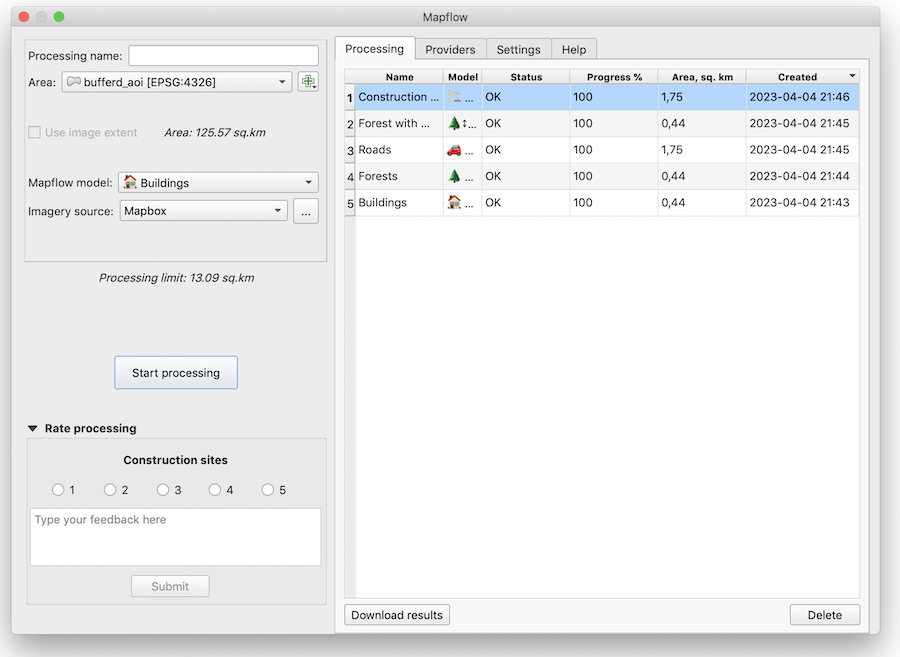 Mapflow
Processing name:
Area: bufferd_aoi [EPSG:4326]
Use image extent Area: 125.57 sq.km
Mapflow model: Buildings
Imagery source: Mapbox ...
Processing limit: 13.09 sq.km
Start processing
Rate processing
Construction sites
1 2 3 4 5
Type your feedback here
Submit
Processing Providers Settings Help
Name Model Status Progress % Area, sq. km Created
1 Construction ... ... OK 100 1,75 2023-04-04 21:46
2 Forest with ... ... OK 100 0,44 2023-04-04 21:45
3 Roads ... OK 100 1,75 2023-04-04 21:45
4 Forests ... OK 100 0,44 2023-04-04 21:44
5 Buildings ... OK 100 0,44 2023-04-04 21:43
Download results Delete